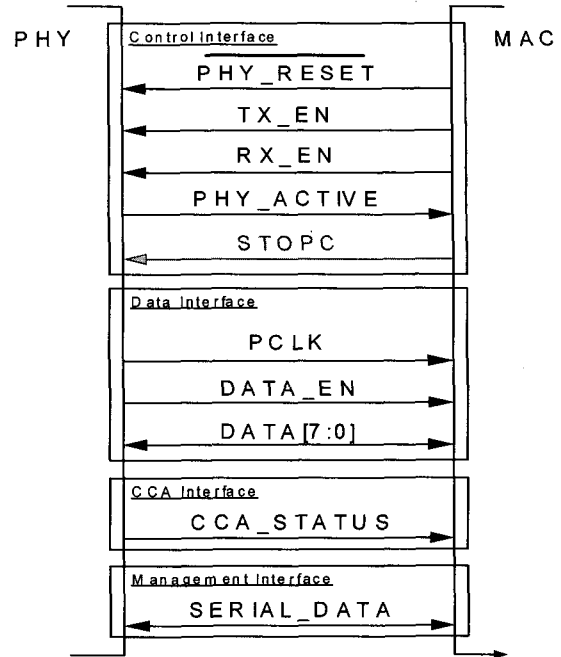 PHY
MAC
Control Interface
PHY_RESET
TX_EN
RX_EN
PHY_ACTIVE
STOPC
Data Interface
PCLK
DATA_EN
DATA[7:0]
CCA Interface
CCA_STATUS
Management Interface
SERIAL_DATA